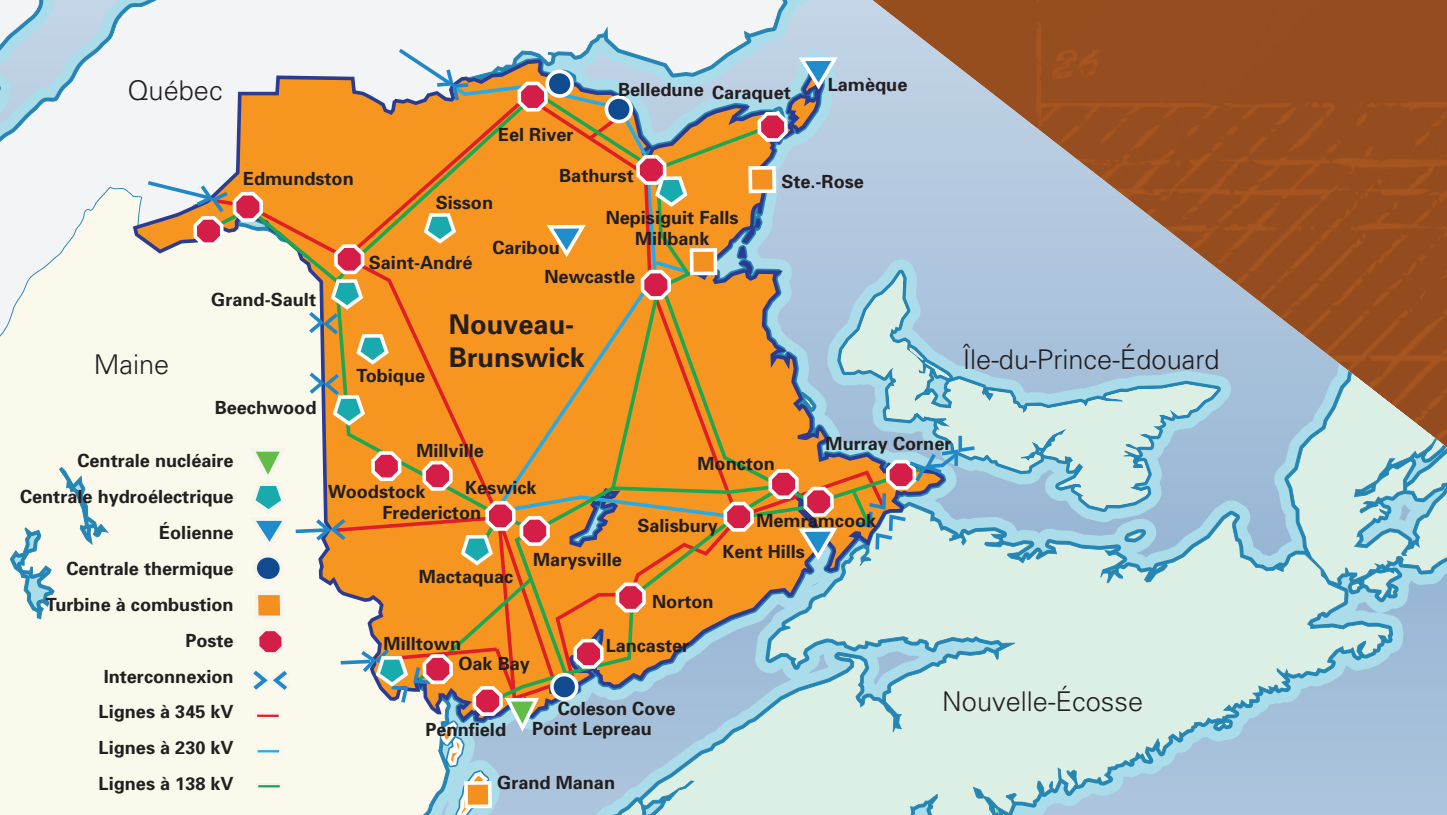 26
Québec
Belledune
Caraquet
Lamèque
Eel River
Bathurst
Edmundston
Ste.-Rose
Sisson
Nepisiguit Falls
Millbank
Caribou
Saint-André
Newcastle
Grand-Sault
Nouveau-
Brunswick
Île-du-Prince-Édouard
Maine
Tobique
Beechwood
Murray Corner
Millville
Moncton
Centrale nucléaire
Keswick
Woodstock
Centrale hydroélectrique
Fredericton
Memramcook
Salisbury
Éolienne
Kent Hills
Marysville
Centrale thermique
Mactaquac
Turbine à combustion
Norton
Poste
Milltown
Lancaster
Oak Bay
Interconnexion
Nouvelle-Écosse
Coleson Cove
Lignes à 345 kV
Pennfield
Point Lepreau
Lignes à 230 kV
Lignes à 138 kV
Grand Manan